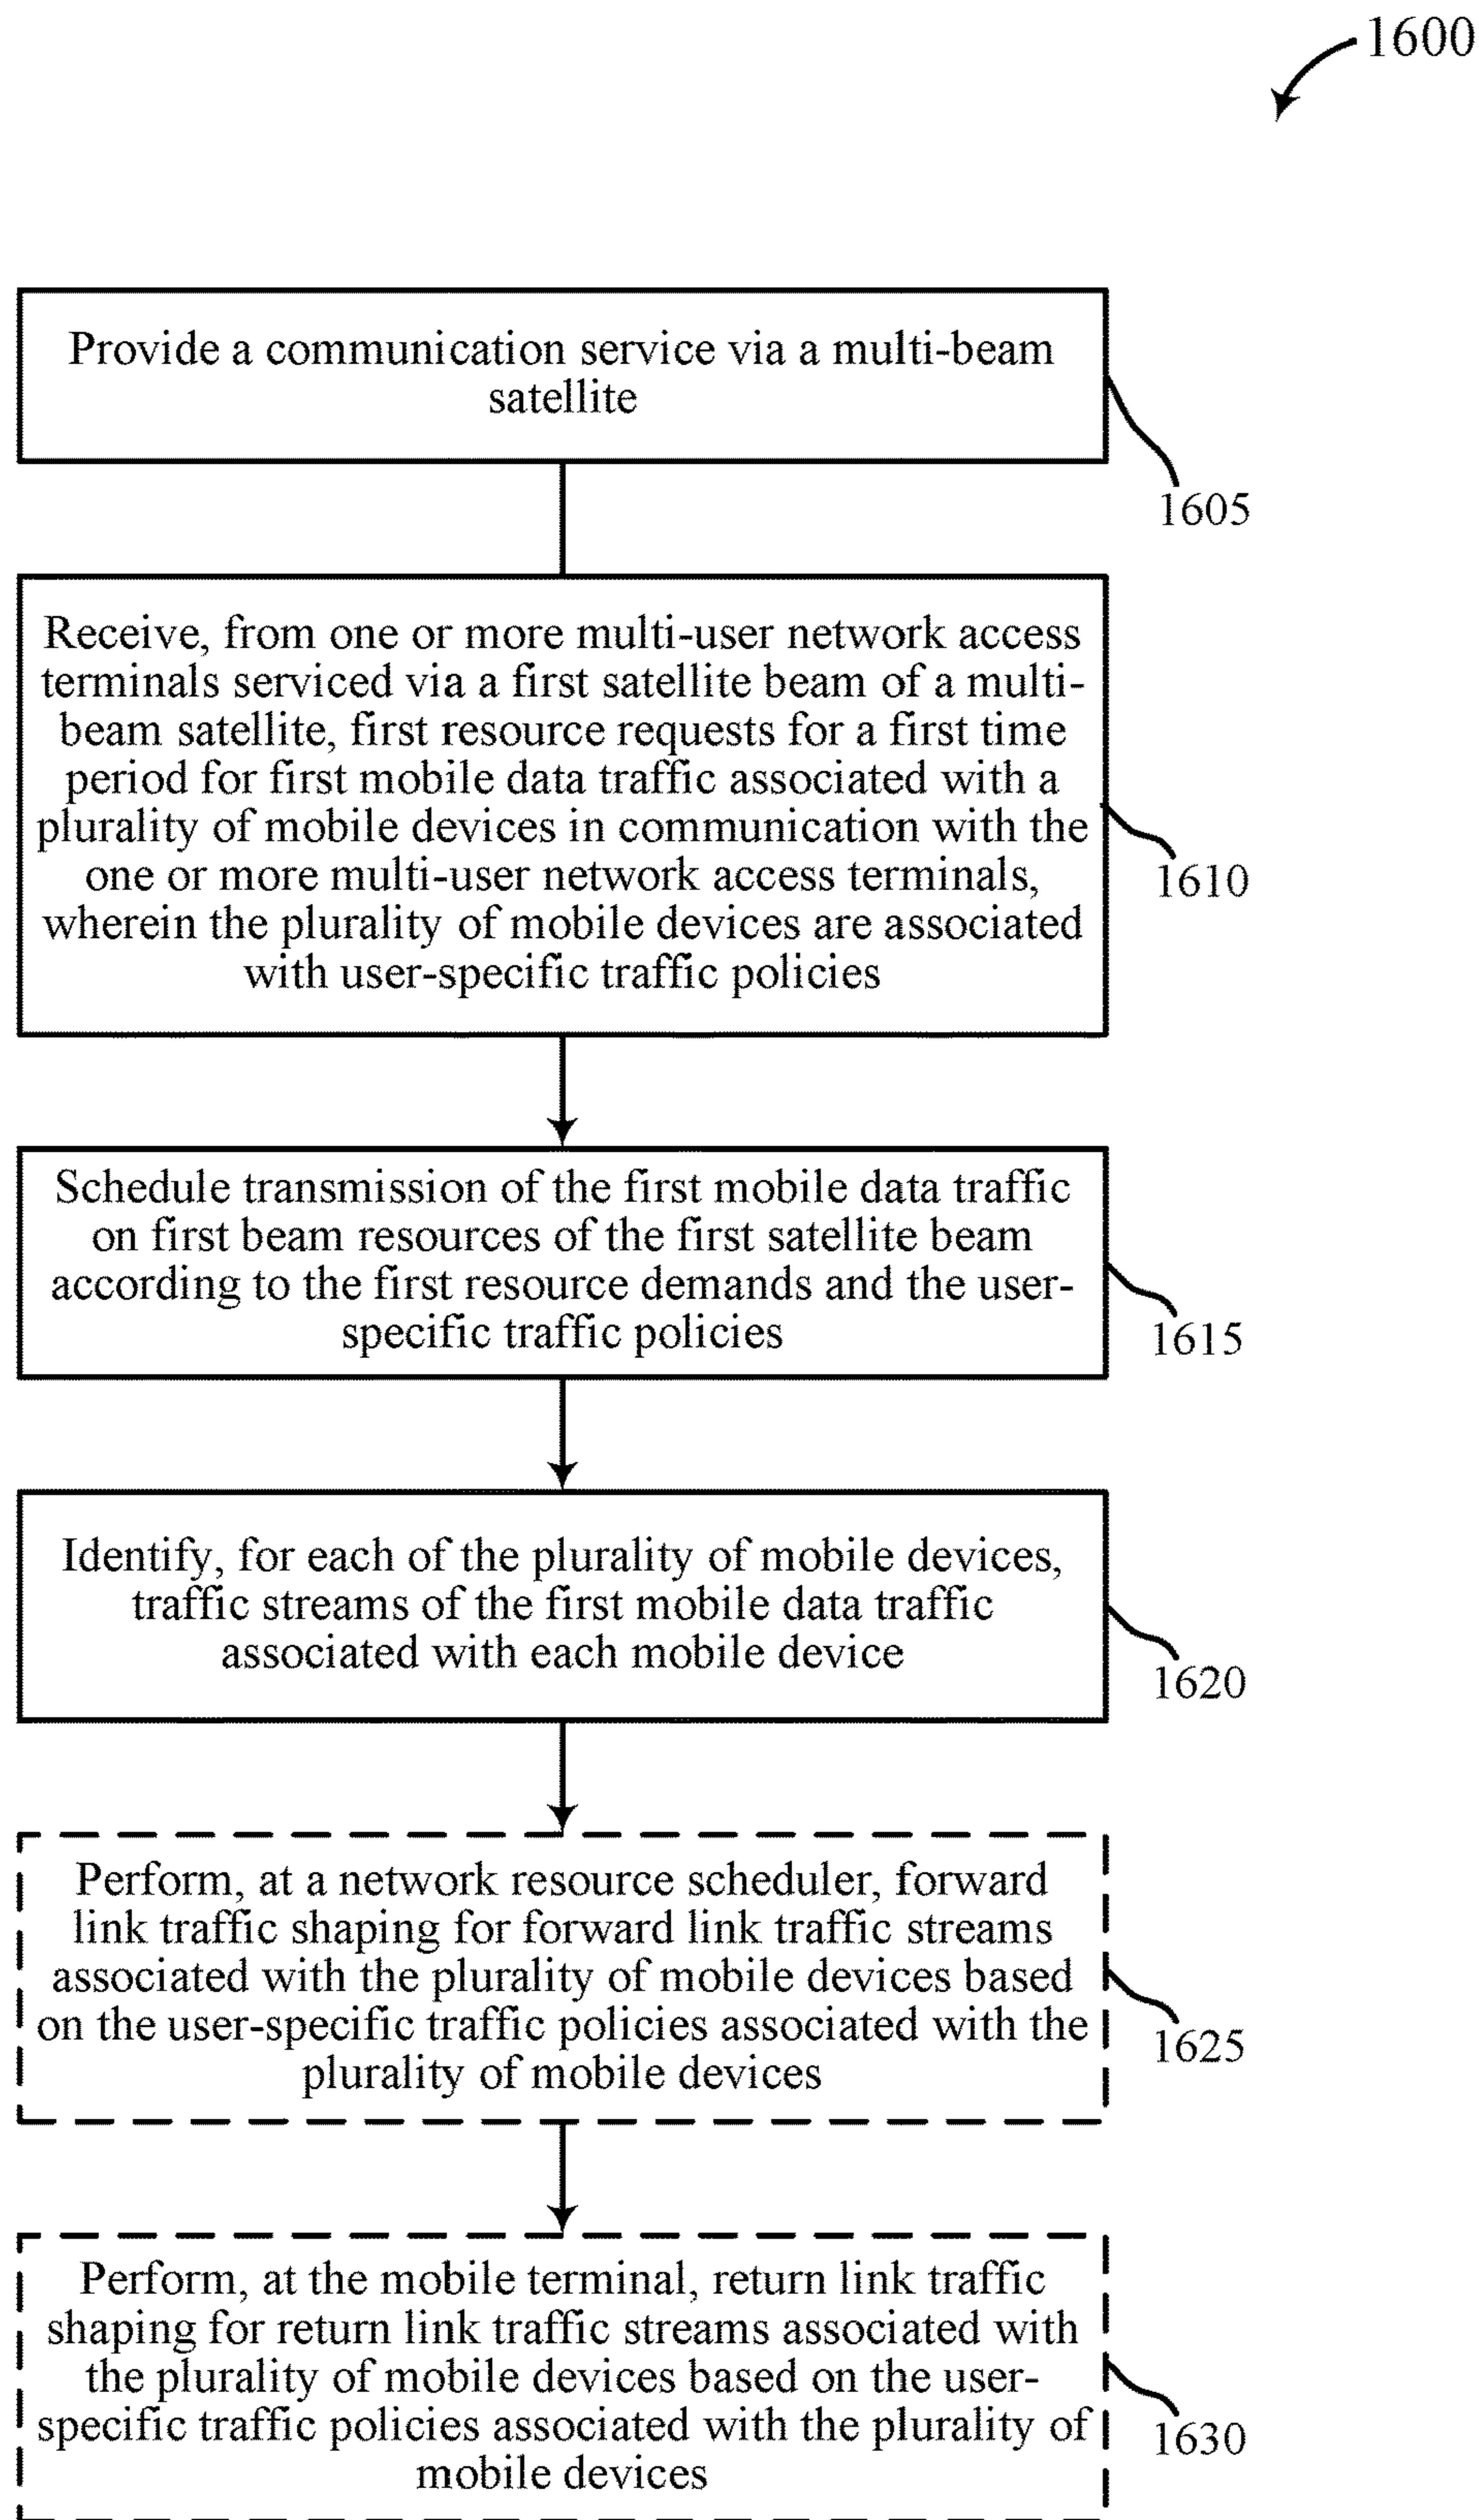 1600
Provide a communication service via a multi-beam
satellite
1605
Receive, from one or more multi-user network access
terminals serviced via a first satellite beam of a multi-
beam satellite, first resource requests for a first time
period for first mobile data traffic associated with a
plurality of mobile devices in communication with the
one or more multi-user network access terminals,
wherein the plurality of mobile devices are associated
with user-specific traffic policies
1610
Schedule transmission of the first mobile data traffic
on first beam resources of the first satellite beam
according to the first resource demands and the user-
specific traffic policies
1615
Identify, for each of the plurality of mobile devices,
traffic streams of the first mobile data traffic
associated with each mobile device
1620
Perform, at a network resource scheduler, forward
link traffic shaping for forward link traffic streams
associated with the plurality of mobile devices based
on the user-specific traffic policies associated with the
plurality of mobile devices
1625
Perform, at the mobile terminal, return link traffic
shaping for return link traffic streams associated with
the plurality of mobile devices based on the user-
specific traffic policies associated with the plurality of
mobile devices
1630